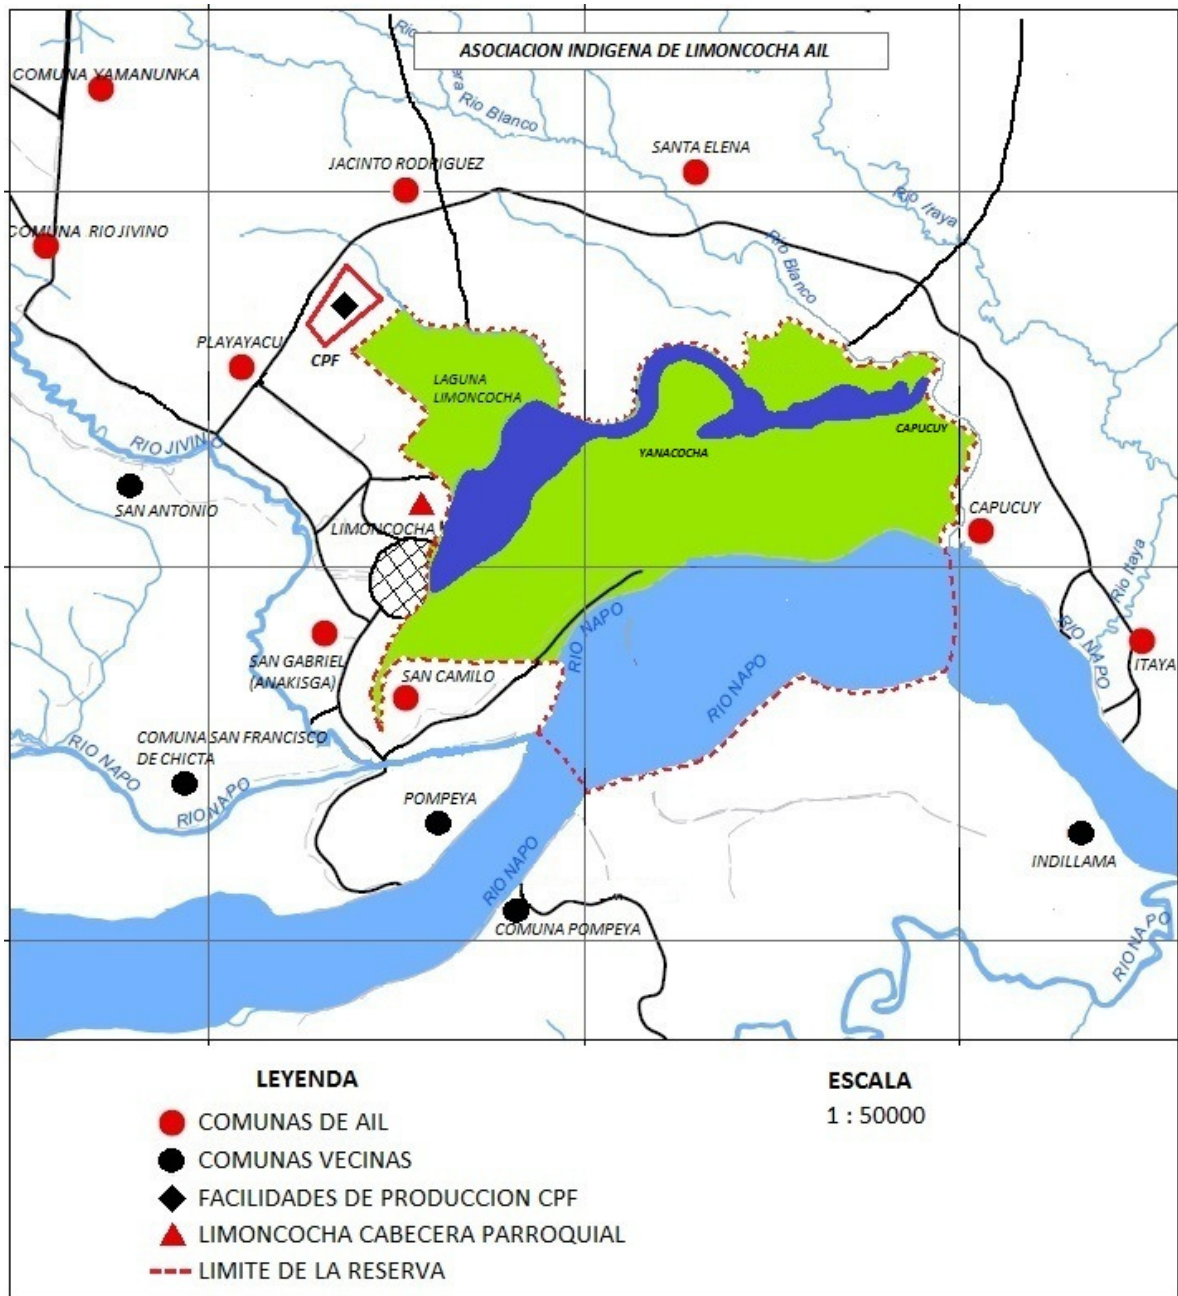 ASOCIACION INDIGENA DE LIMONCOCHA AIL
COMUNA YAMANUNKA
Rio Blanco
SANTA ELENA
JACINTO RODRIGUEZ
Rio Iraya
COMUNA RIO JIVINO
Rio Blanco
PLAYAYACU
CPF
LAGUNA
LIMONCOCHA
CAPUCUY
YANACOCHA
RIO JIVINO
SAN ANTONIO
LIMONCOCHA
CAPUCUY
Rio Itaya
RIO NAPO
RIO NAPO
ITAYA
SAN GABRIEL
(ANAKISGA)
SAN CAMILO
RIO NAPO
COMUNA SAN FRANCISCO
DE CHICTA
RIO NAPO
RIO NAPO
POMPEYA
RIO NAPO
INDILLAMA
COMUNA POMPEYA
RIO NAPO
LEYENDA
COMUNAS DE AIL
COMUNAS VECINAS
FACILIDADES DE PRODUCCION CPF
LIMONCOCHA CABECERA PARROQUIAL
LIMITE DE LA RESERVA
ESCALA
1 : 50000